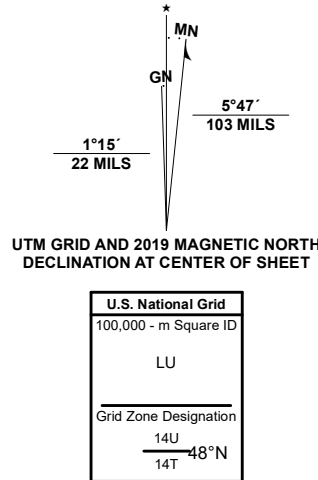 ★
MN
GN
5°47´
103 MILS
1°15´
22 MILS
UTM GRID AND 2019 MAGNETIC NORTH
DECLINATION AT CENTER OF SHEET
U.S. National Grid
100,000 - m Square ID
LU
Grid Zone Designation
14U
48°N
14T